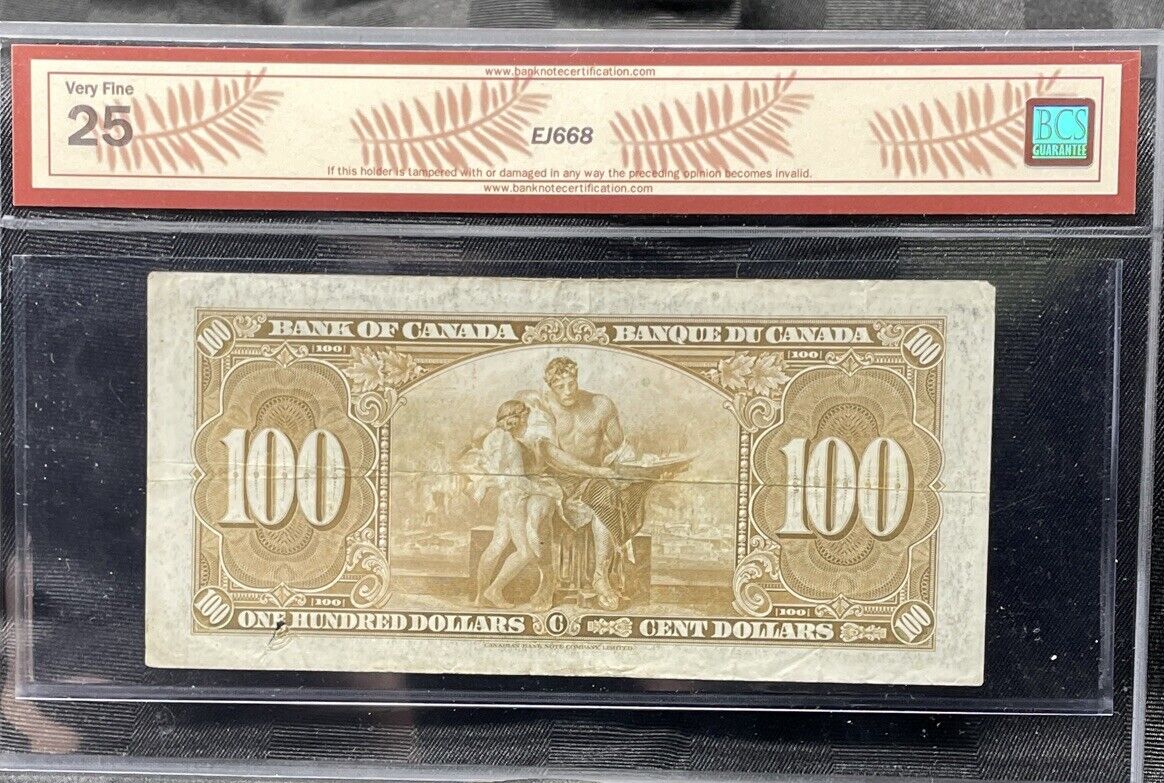 www.banknotecertification.com
Very Fine
25
EJ668
BCS
GUARANTEE
If this holder is tampered with or damaged in any way the preceding opinion becomes invalid.
www.banknotecertification.com
100 BANK OF CANADA BANQUE DU CANADA 100
100 100
100 100
100 100
100 ONE HUNDRED DOLLARS C CENT DOLLARS 100
CANADIAN BANK NOTE COMPANY, LIMITED.